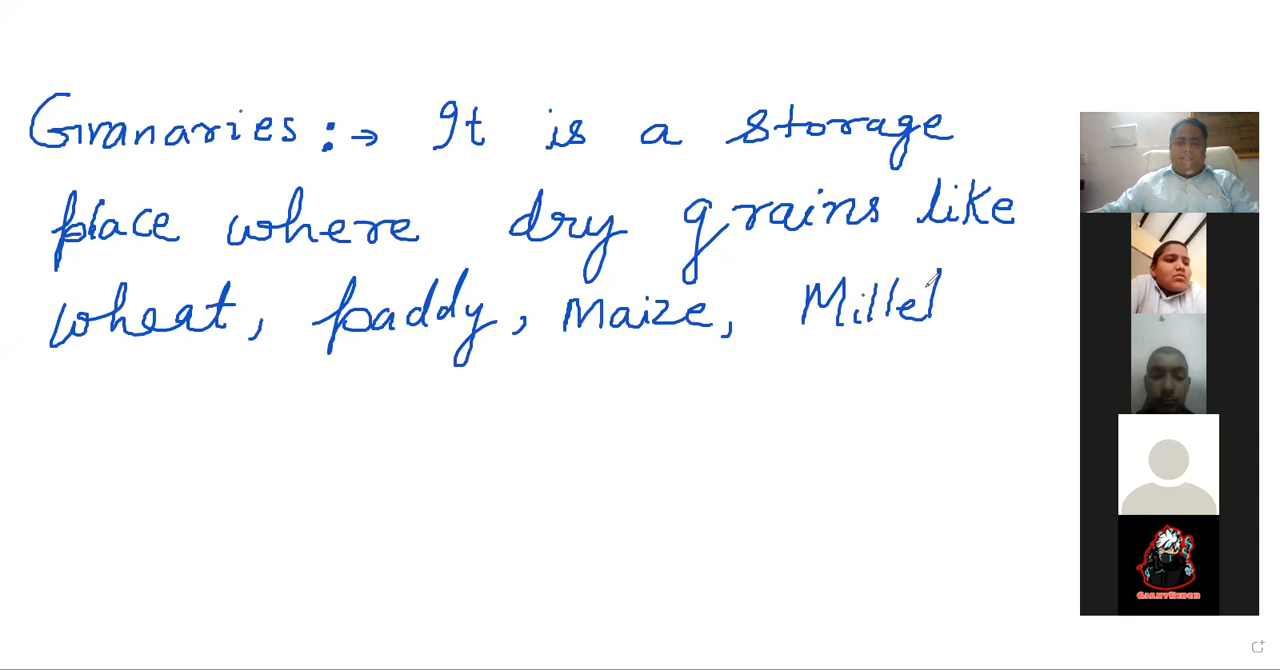 Granaries :→ It is a storage
place where dry grains like
wheat, paddy, Maize, Millet